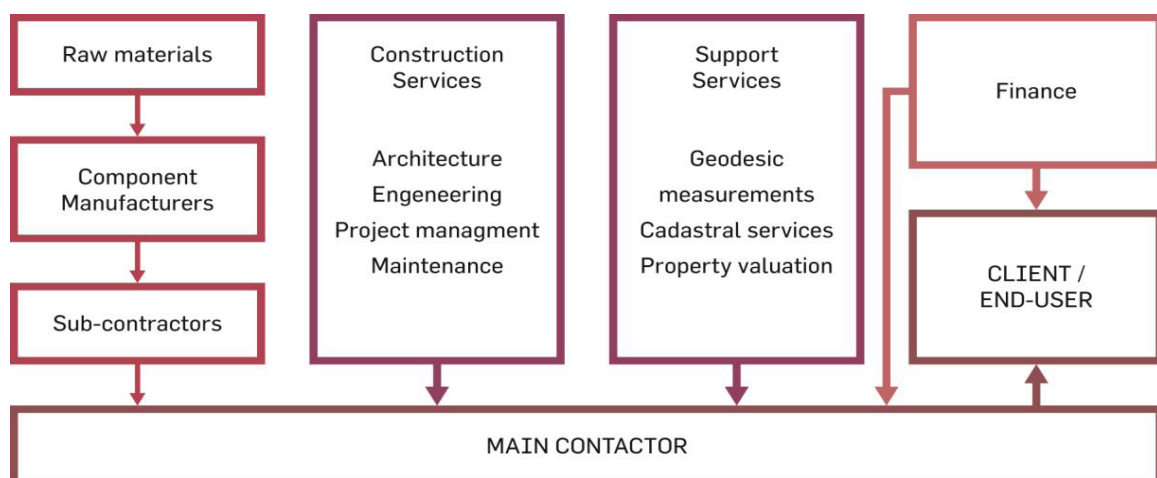 Raw materials
Component
Manufacturers
Sub-contractors
Construction
Services
Architecture
Engeneering
Project managment
Maintenance
Support
Services
Geodesic
measurements
Cadastral services
Property valuation
Finance
CLIENT /
END-USER
MAIN CONTACTOR